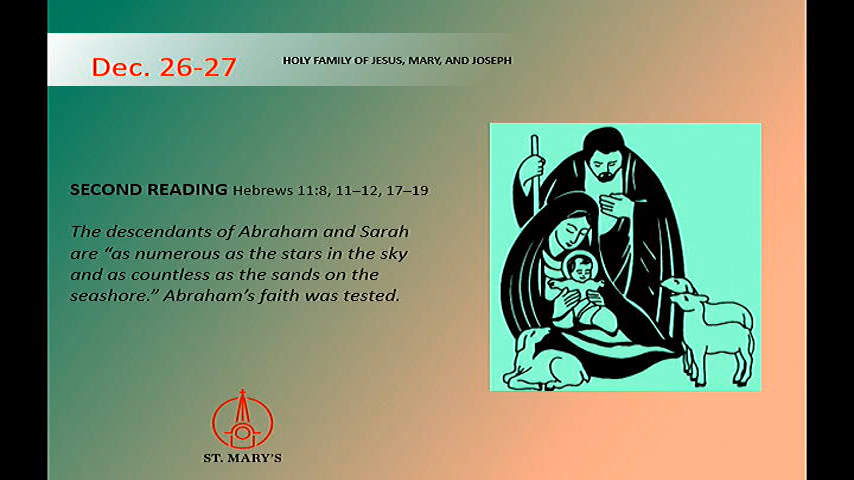 Dec. 26-27
HOLY FAMILY OF JESUS, MARY, AND JOSEPH
SECOND READING Hebrews 11:8, 11–12, 17–19
The descendants of Abraham and Sarah
are “as numerous as the stars in the sky
and as countless as the sands on the
seashore.” Abraham’s faith was tested.
ST. MARY'S